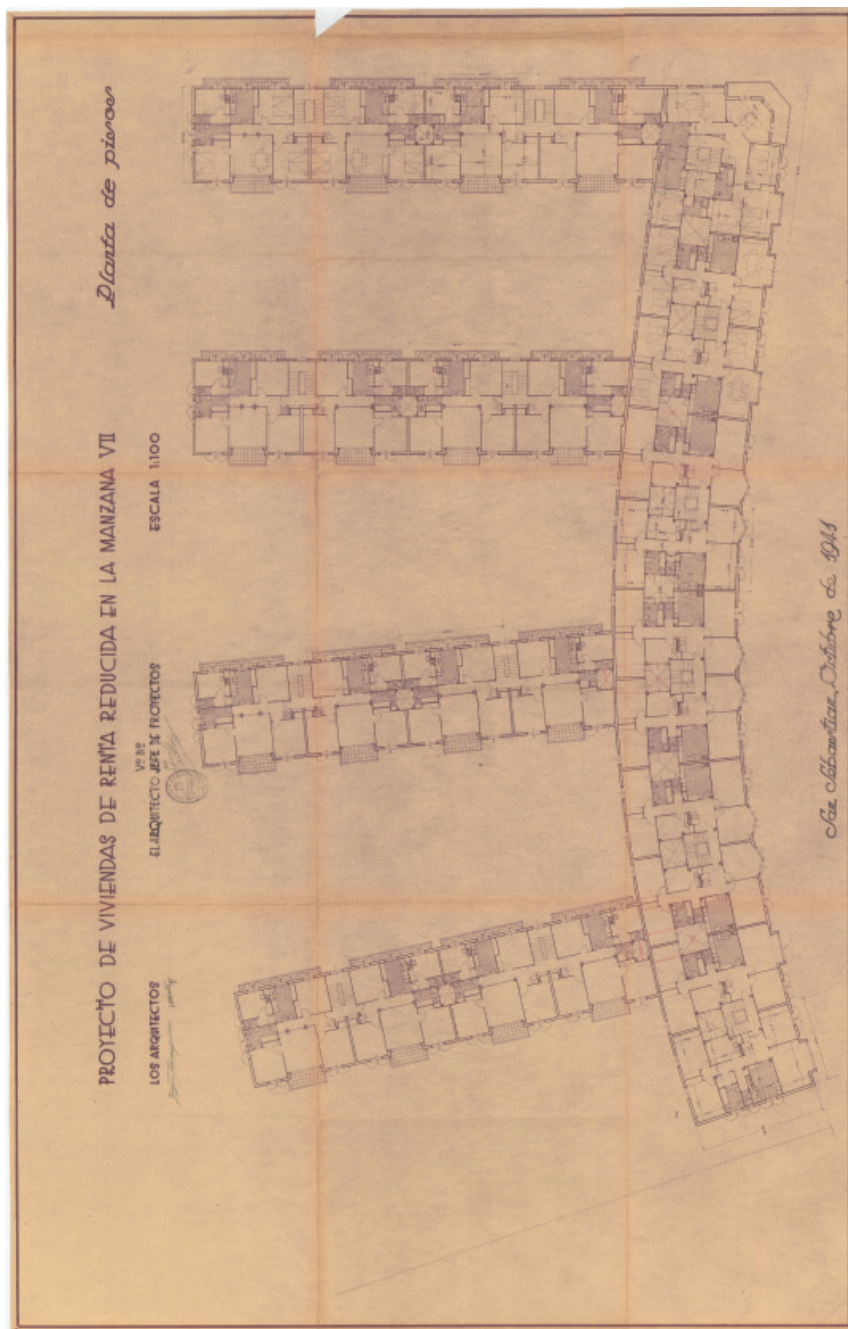 Planta de pisos
PROYECTO DE VIVIENDAS DE RENTA REDUCIDA EN LA MANZANA VII
ESCALA 1:100
Vº Bº
EL ARQUITECTO JEFE DE PROYECTOS
LOS ARQUITECTOS
San Sebastian, Octubre de 1941